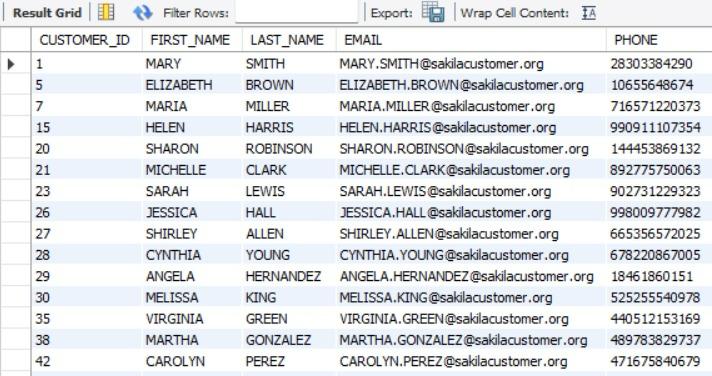 Result Grid Filter Rows: Export: Wrap Cell Content: IA
CUSTOMER_ID FIRST_NAME LAST_NAME EMAIL PHONE
1 MARY SMITH MARY.SMITH@sakilacustomer.org 28303384290
5 ELIZABETH BROWN ELIZABETH.BROWN@sakilacustomer.org 10655648674
7 MARIA MILLER MARIA.MILLER@sakilacustomer.org 716571220373
15 HELEN HARRIS HELEN.HARRIS@sakilacustomer.org 990911107354
20 SHARON ROBINSON SHARON.ROBINSON@sakilacustomer.org 144453869132
21 MICHELLE CLARK MICHELLE.CLARK@sakilacustomer.org 892775750063
23 SARAH LEWIS SARAH.LEWIS@sakilacustomer.org 902731229323
26 JESSICA HALL JESSICA.HALL@sakilacustomer.org 998009777982
27 SHIRLEY ALLEN SHIRLEY.ALLEN@sakilacustomer.org 665356572025
28 CYNTHIA YOUNG CYNTHIA.YOUNG@sakilacustomer.org 678220867005
29 ANGELA HERNANDEZ ANGELA.HERNANDEZ@sakilacustomer.org 18461860151
30 MELISSA KING MELISSA.KING@sakilacustomer.org 525255540978
35 VIRGINIA GREEN VIRGINIA.GREEN@sakilacustomer.org 440512153169
38 MARTHA GONZALEZ MARTHA.GONZALEZ@sakilacustomer.org 489783829737
42 CAROLYN PEREZ CAROLYN.PEREZ@sakilacustomer.org 471675840679